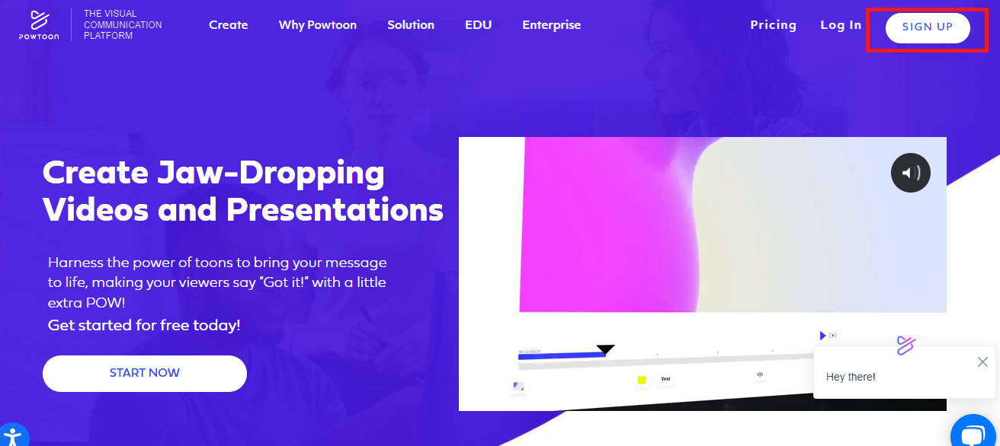 POWTOON
THE VISUAL
COMMUNICATION
PLATFORM
Create
Why Powtoon
Solution
EDU
Enterprise
Pricing
Log In
SIGN UP
Create Jaw-Dropping
Videos and Presentations
Harness the power of toons to bring your message
to life, making your viewers say “Got it!” with a little
extra POW!
Get started for free today!
START NOW
00:12/00:37
Text
Hey there!